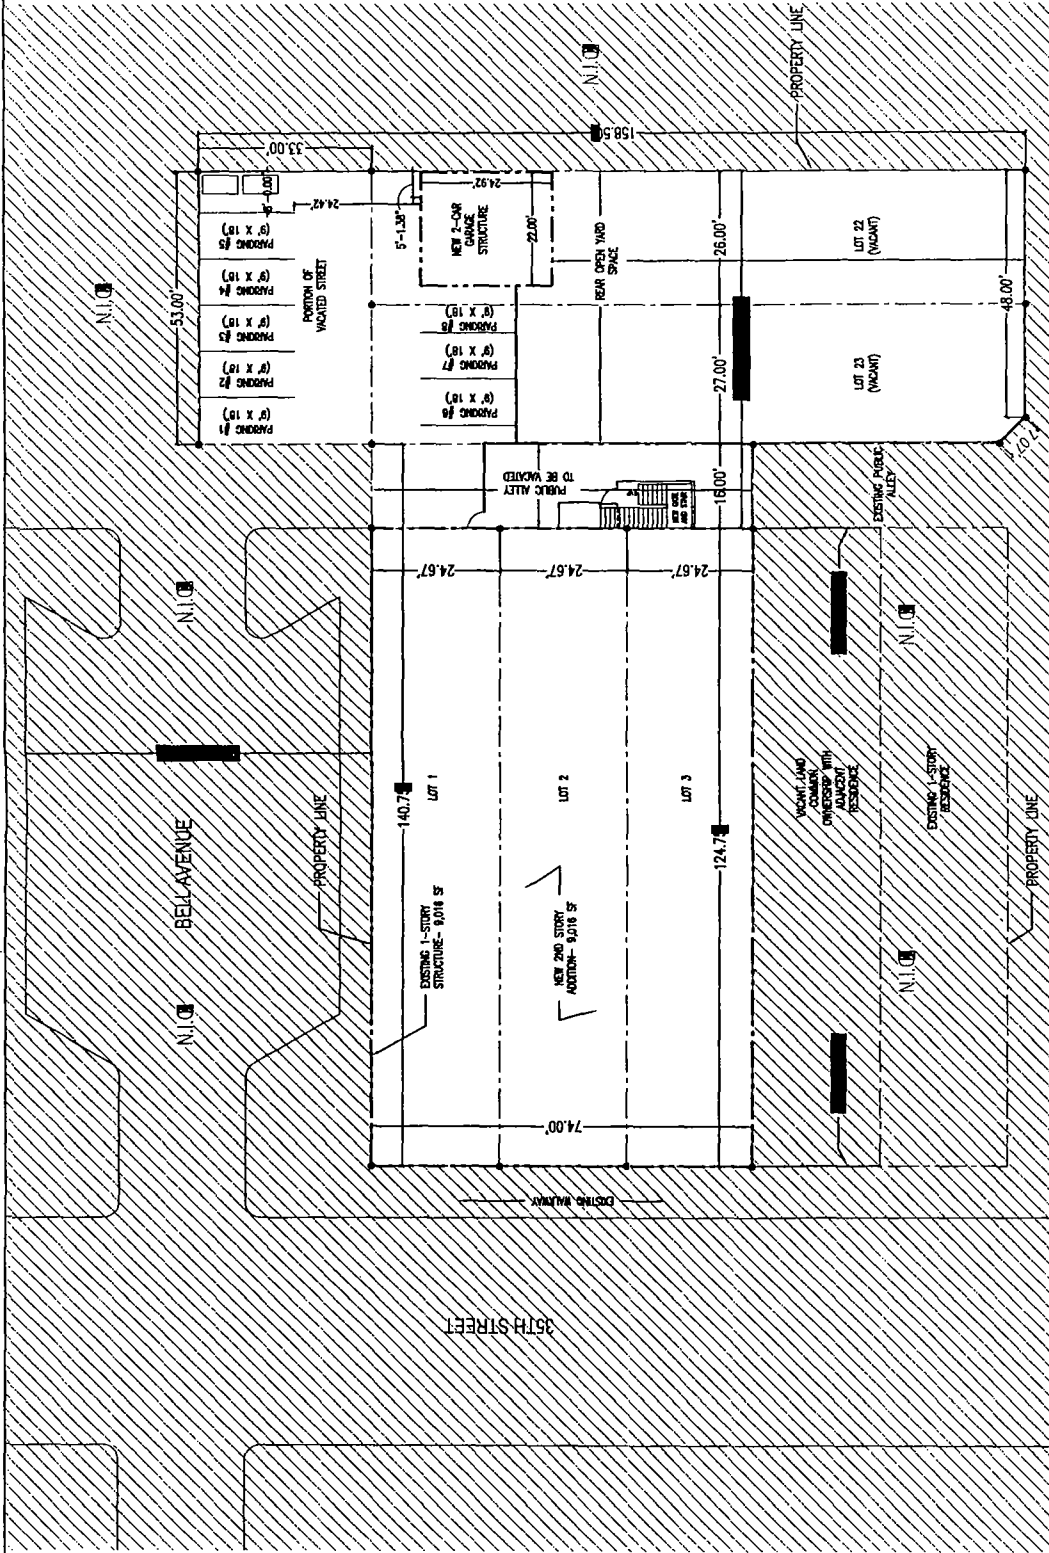 N.I.C
158.50
PROPERTY LINE
33.00'
53.00'
N.I.C
PARKING #5
(9' X 18')
PARKING #4
(9' X 18')
PARKING #3
(9' X 18')
PARKING #2
(9' X 18')
PARKING #1
(9' X 18')
24.42'
PORTION OF
VACATED STREET
5'-1.38"
NEW 2-CAR
GARAGE
STRUCTURE
24.92'
22.00'
PARKING #8
(9' X 18')
PARKING #7
(9' X 18')
PARKING #6
(9' X 18')
REAR OPEN YARD
SPACE
26.00'
27.00'
LOT 22
(VACANT)
LOT 23
(VACANT)
48.00'
7.07'
PUBLIC ALLEY
TO BE VACATED
16.00'
EXISTING PUBLIC
ALLEY
24.67'
24.67'
24.67'
N.I.C
N.I.C
BELL AVENUE
PROPERTY LINE
N.I.C
140.75
LOT 1
LOT 2
LOT 3
124.75
EXISTING 1-STORY
STRUCTURE- 9,016 SF
NEW 2ND STORY
ADDITION- 9,016 SF
VACANT LAND
COMMON
OWNERSHIP WITH
ADJACENT
RESIDENCE
EXISTING 1-STORY
RESIDENCE
PROPERTY LINE
N.I.C
74.00'
EXISTING WALKWAY
35TH STREET